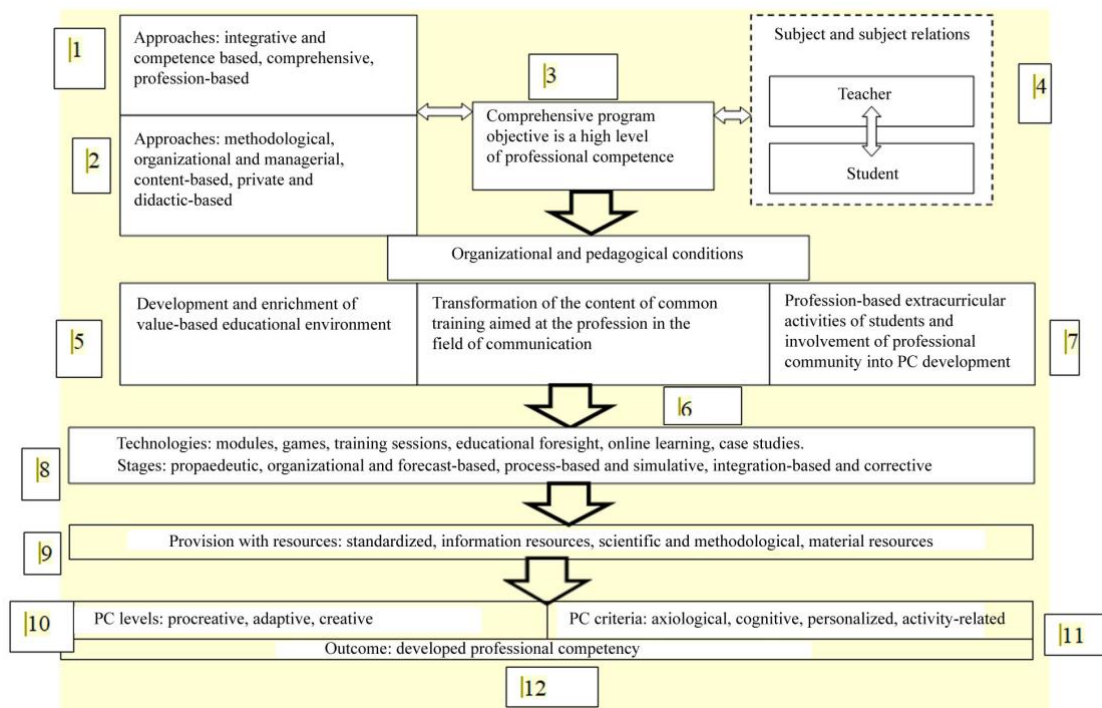 1
Approaches: integrative and
competence based, comprehensive,
profession-based
2
Approaches: methodological,
organizational and managerial,
content-based, private and
didactic-based
3
Comprehensive program
objective is a high level
of professional competence
Subject and subject relations
4
Teacher
Student
Organizational and pedagogical conditions
5
Development and enrichment of
value-based educational environment
Transformation of the content of common
training aimed at the profession in the
field of communication
6
Profession-based extracurricular
activities of students and
involvement of professional
community into PC development
7
8
Technologies: modules, games, training sessions, educational foresight, online learning, case studies.
Stages: propaedeutic, organizational and forecast-based, process-based and simulative, integration-based and corrective
9
Provision with resources: standardized, information resources, scientific and methodological, material resources
10
PC levels: procreative, adaptive, creative
PC criteria: axiological, cognitive, personalized, activity-related
11
Outcome: developed professional competency
12